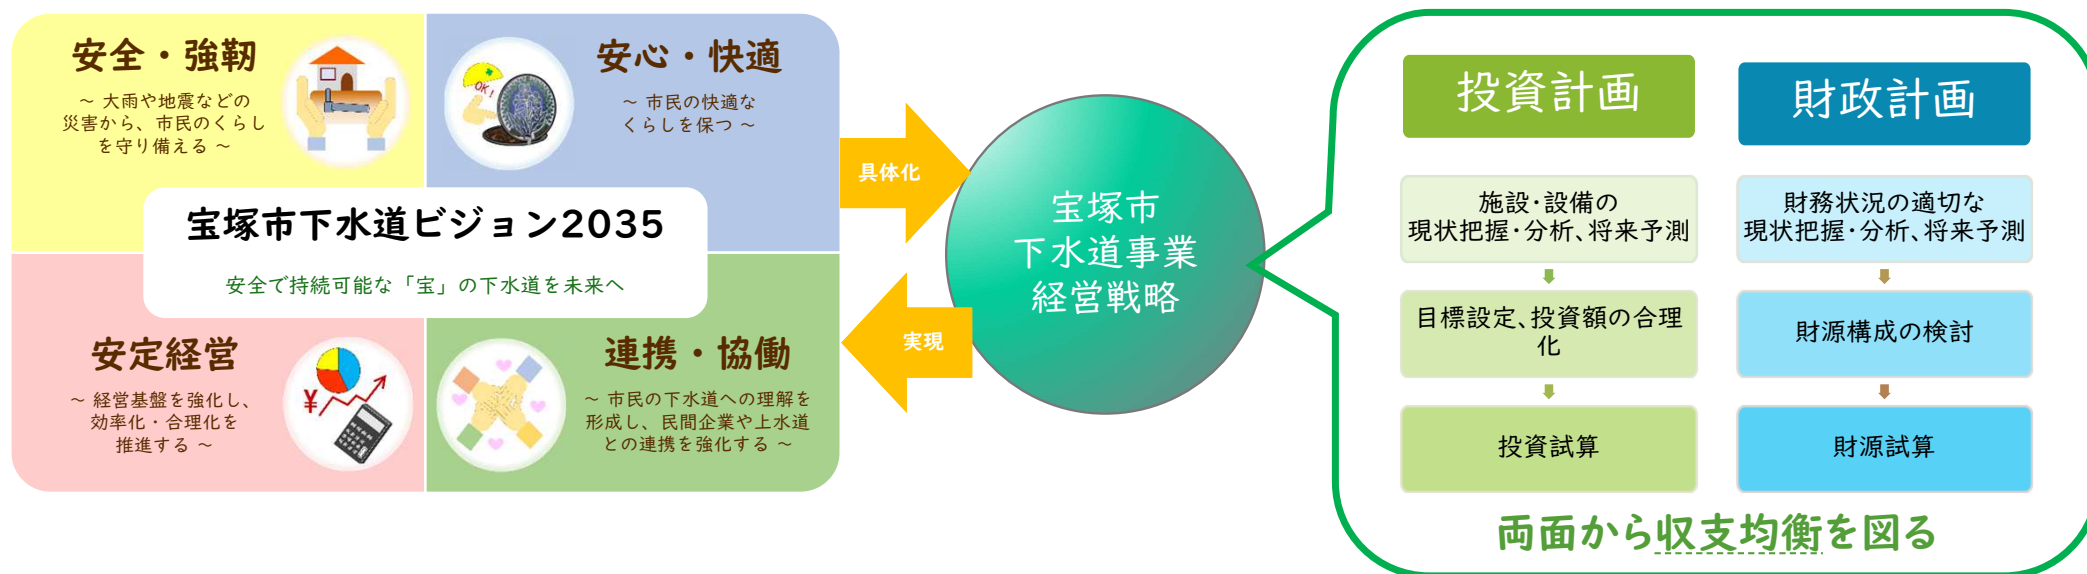 安全・強靭
～ 大雨や地震などの
災害から、市民のくらし
を守り備える ～
OK!
安心・快適
～ 市民の快適な
くらしを保つ ～
宝塚市下水道ビジョン2035
安全で持続可能な「宝」の下水道を未来へ
安定経営
～ 経営基盤を強化し、
効率化・合理化を
推進する ～
¥
連携・協働
～ 市民の下水道への理解を
形成し、民間企業や上水道
との連携を強化する ～
具体化
実現
宝塚市
下水道事業
経営戦略
投資計画
施設・設備の
現状把握・分析、将来予測
目標設定、投資額の合理
化
投資試算
財政計画
財務状況の適切な
現状把握・分析、将来予測
財源構成の検討
財源試算
両面から収支均衡を図る